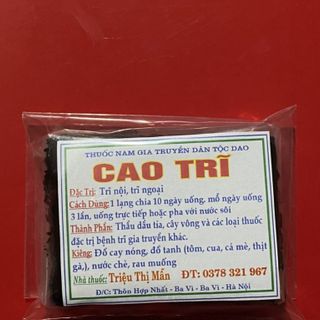 THUỐC NAM GIA TRUYỀN DÂN TỘC DAO
CAO TRĨ
Đặc Trị: Trĩ nội, trĩ ngoại
Cách Dùng: 1 lạng chia 10 ngày uống, mỗ ngày uống
3 lần, uống trực tiếp hoặc pha với nước sôi
Thành Phần: Thầu dầu tía, cây vông và các loại thuốc
đặc trị bệnh trĩ gia truyền khác.
Kiêng: Đồ cay nóng, đồ tanh (tôm, cua, cá mè, thịt
gà,), nước chè, rau muống
Nhà thuốc: Triệu Thị Mẩn ĐT: 0378 321 967
Đ/C: Thôn Hợp Nhất - Ba Vì - Ba Vì - Hà Nội